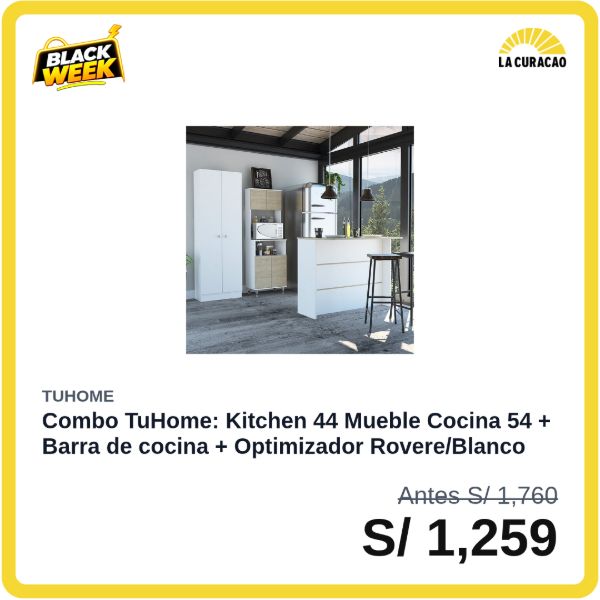 BLACK
WEEK
LA CURACAO
TUHOME
Combo TuHome: Kitchen 44 Mueble Cocina 54 +
Barra de cocina + Optimizador Rovere/Blanco
Antes S/ 1,760
S/ 1,259